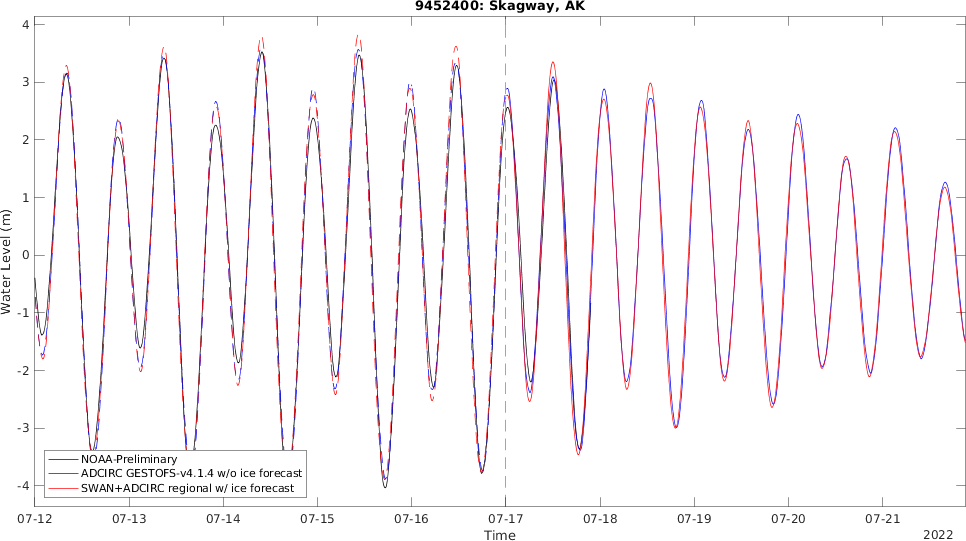 9452400: Skagway, AK
4
3
2
1
0
-1
-2
-3
-4
Water Level (m)
NOAA-Preliminary
ADCIRC GESTOFS-v4.1.4 w/o ice forecast
SWAN+ADCIRC regional w/ ice forecast
07-12 07-13 07-14 07-15 07-16 07-17 07-18 07-19 07-20 07-21
Time
2022